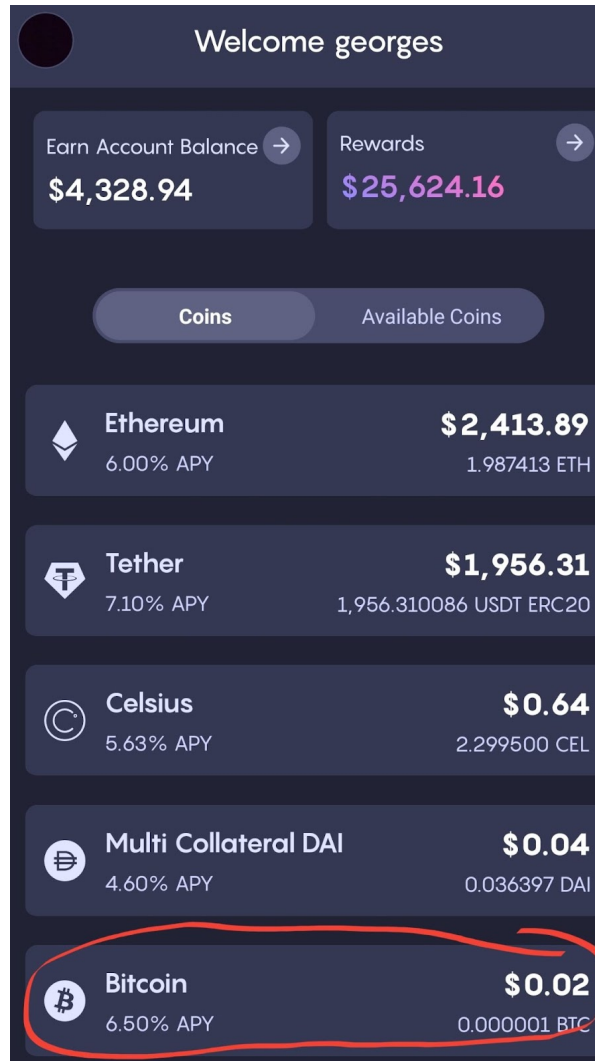 Welcome georges
Earn Account Balance
$4,328.94
Rewards
$25,624.16
Coins
Available Coins
Ethereum
$2,413.89
6.00% APY
1.987413 ETH
Tether
$1,956.31
7.10% APY
1,956.310086 USDT ERC20
Celsius
$0.64
5.63% APY
2.299500 CEL
Multi Collateral DAI
$0.04
4.60% APY
0.036397 DAI
Bitcoin
$0.02
6.50% APY
0.000001 BTC